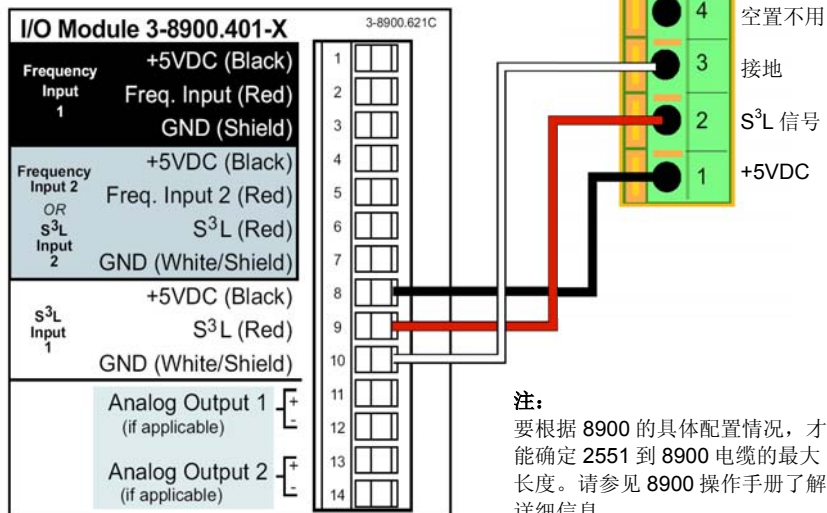 I/O Module 3-8900.401-X
3-8900.621C
Frequency Input 1
+5VDC (Black)
Freq. Input (Red)
GND (Shield)
Frequency Input 2
OR
S³L Input 2
+5VDC (Black)
Freq. Input 2 (Red)
S³L (Red)
GND (White/Shield)
S³L Input 1
+5VDC (Black)
S³L (Red)
GND (White/Shield)
Analog Output 1 + -
(if applicable)
Analog Output 2 + -
(if applicable)
1
2
3
4
5
6
7
8
9
10
11
12
13
14
4 空置不用
3 接地
2 S³L 信号
1 +5VDC
注:
要根据 8900 的具体配置情况，才
能确定 2551 到 8900 电缆的最大
长度。请参见 8900 操作手册了解
详细信息